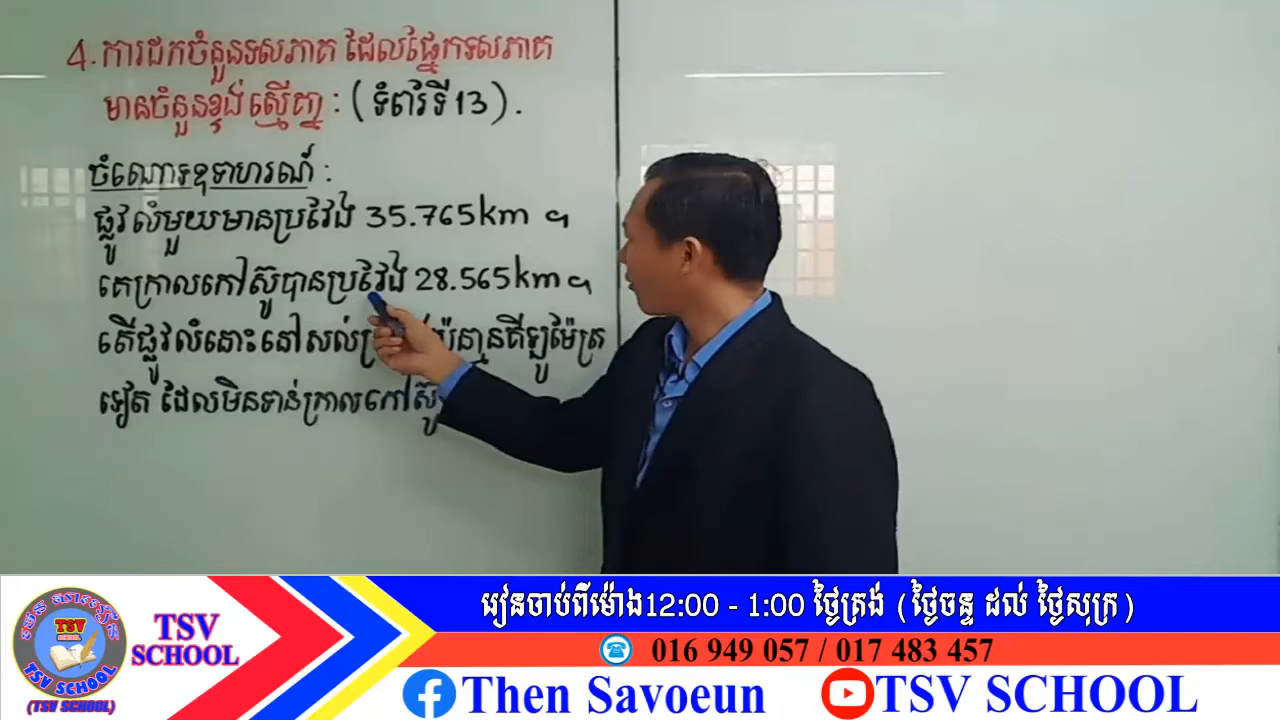 4. ការដកចំនួនទសភាគ ដែលផ្នែកទសភាគ
មានចំនួនខ្ទង់ស្មើគ្នា : (ទំព័រទី 13).
ចំណោទឧទាហរណ៍ :
ផ្លូវលំមួយមានប្រវែង 35.765km ។
គេក្រាលកៅស៊ូបានប្រវែង 28.565km ។
តើផ្លូវលំនោះនៅសល់ ប៉ុន្មានគីឡូម៉ែត្រ
ទៀត ដែលមិនទាន់ក្រាលកៅស៊ូ
រៀនចាប់ពីម៉ោង12:00 - 1:00 ថ្ងៃត្រង់ (ថ្ងៃចន្ទ ដល់ ថ្ងៃសុក្រ)
TSV
SCHOOL
016 949 057 / 017 483 457
Then Savoeun
TSV SCHOOL
TSV
SCHOOL
TSV SCHOOL
(TSV SCHOOL)